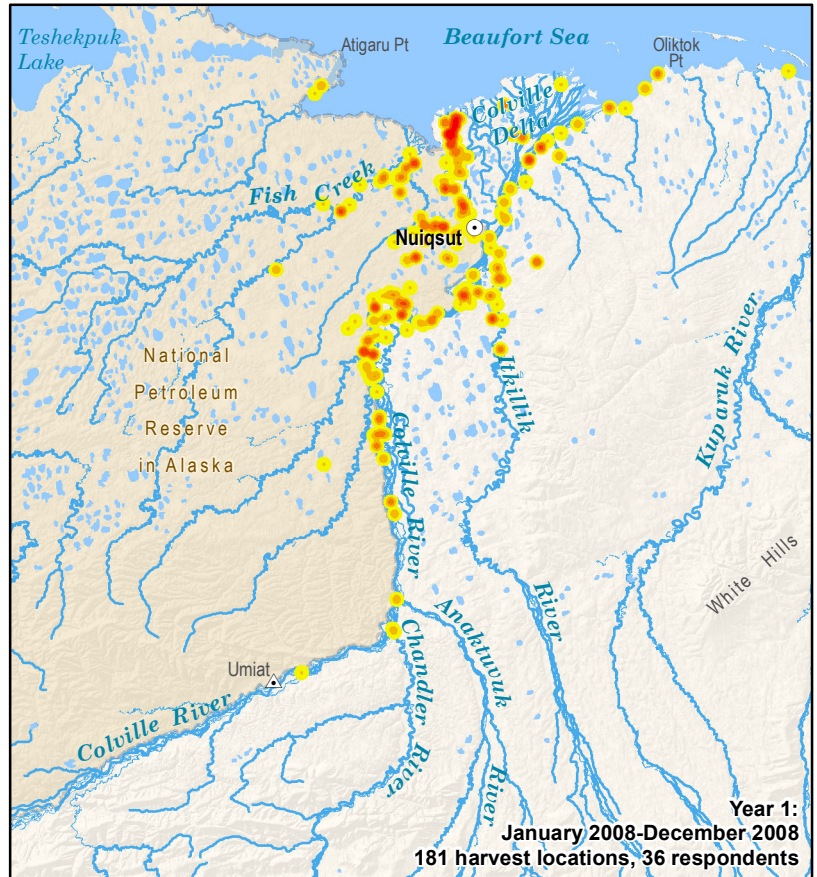 Teshekpuk
Lake
Atigaru Pt
Beaufort Sea
Oliktok
Pt
Colville
Delta
Fish Creek
Nuiqsut
National
Petroleum
Reserve
in Alaska
Itkillik
Kuparuk River
Colville River
White Hills
River
Anaktuvuk
Chandler River
Umiat
Colville River
River
Year 1:
January 2008-December 2008
181 harvest locations, 36 respondents